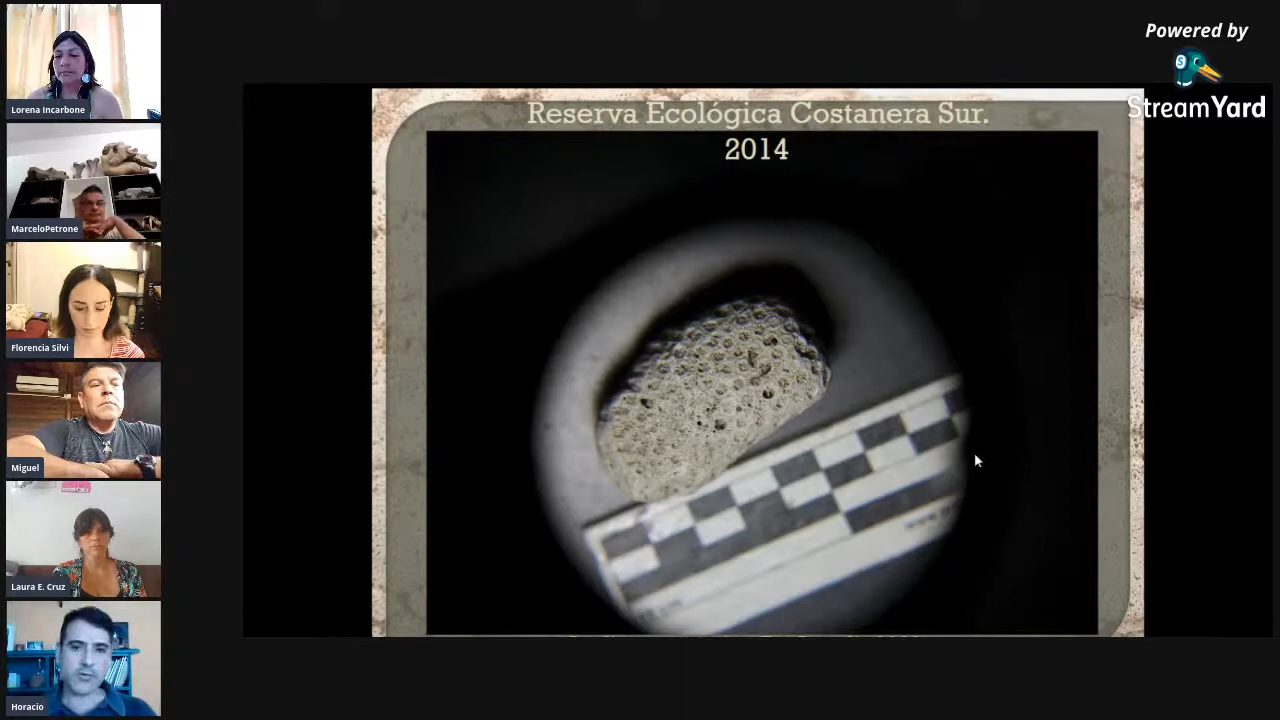 Lorena Incarbone
MarceloPetrone
Florencia Silvi
Miguel
Laura E. Cruz
Horacio
Reserva Ecológica Costanera Sur.
2014
Powered by
StreamYard